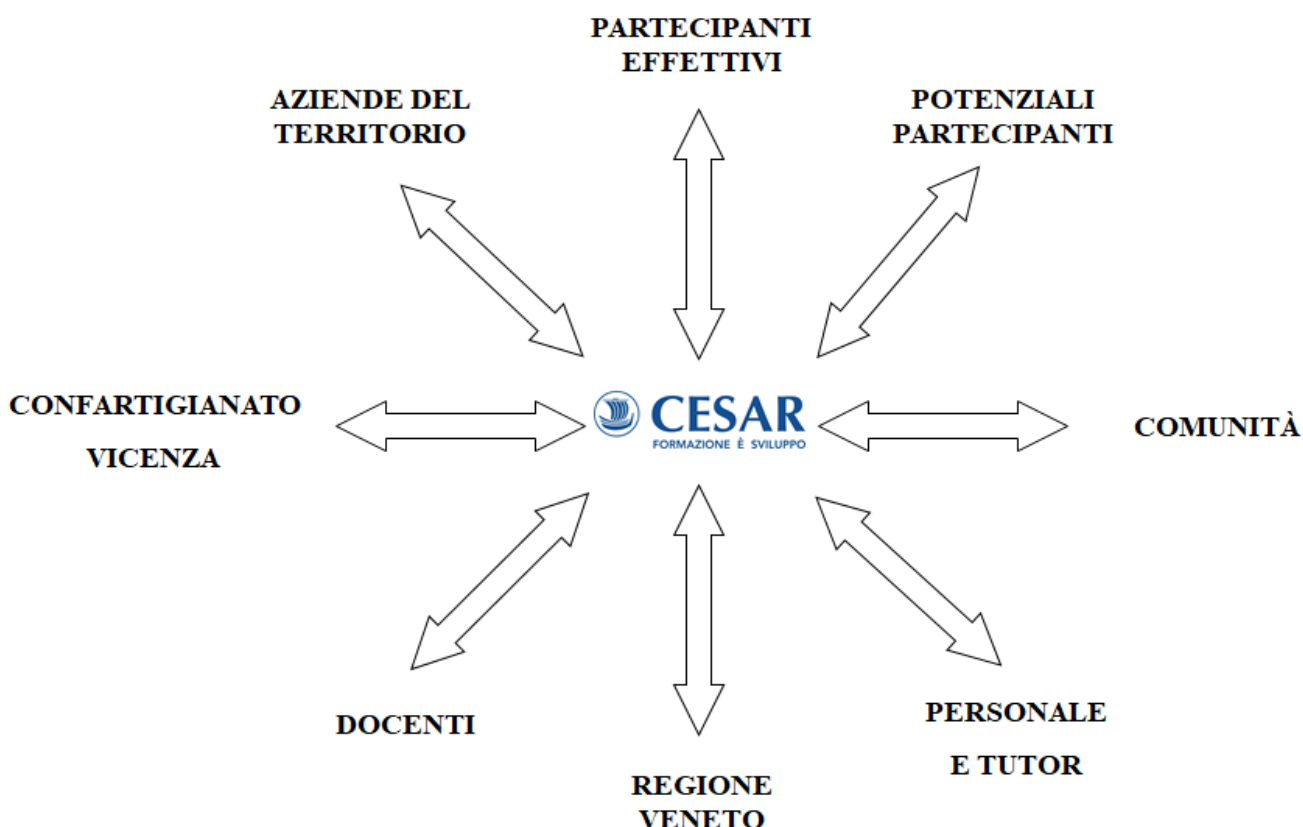 PARTECIPANTI
EFFETTIVI
AZIENDE DEL
TERRITORIO
POTENZIALI
PARTECIPANTI
CONFARTIGIANATO
VICENZA
CESAR
FORMAZIONE È SVILUPPO
COMUNITÀ
DOCENTI
PERSONALE
E TUTOR
REGIONE
VENETO